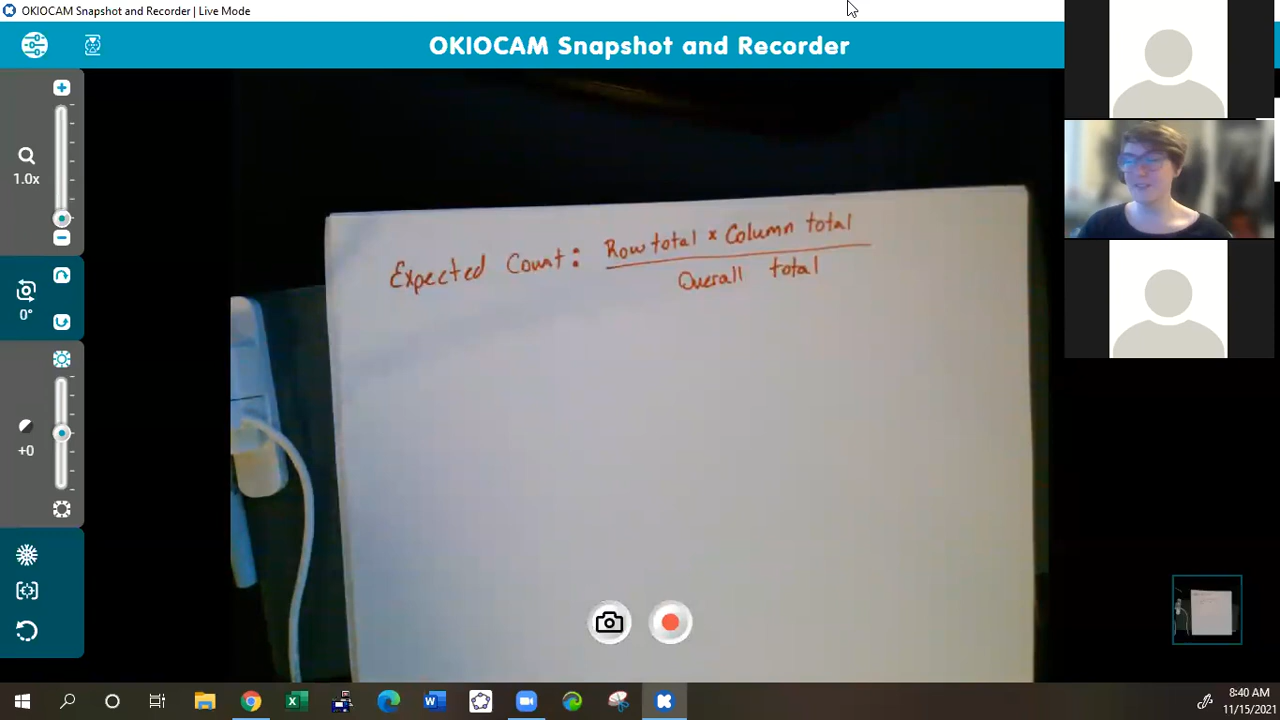 OKIOCAM Snapshot and Recorder | Live Mode
OKIOCAM Snapshot and Recorder
1.0x
0°
+0
Expected Count: Row total × Column total
Overall total
8:40 AM
11/15/2021